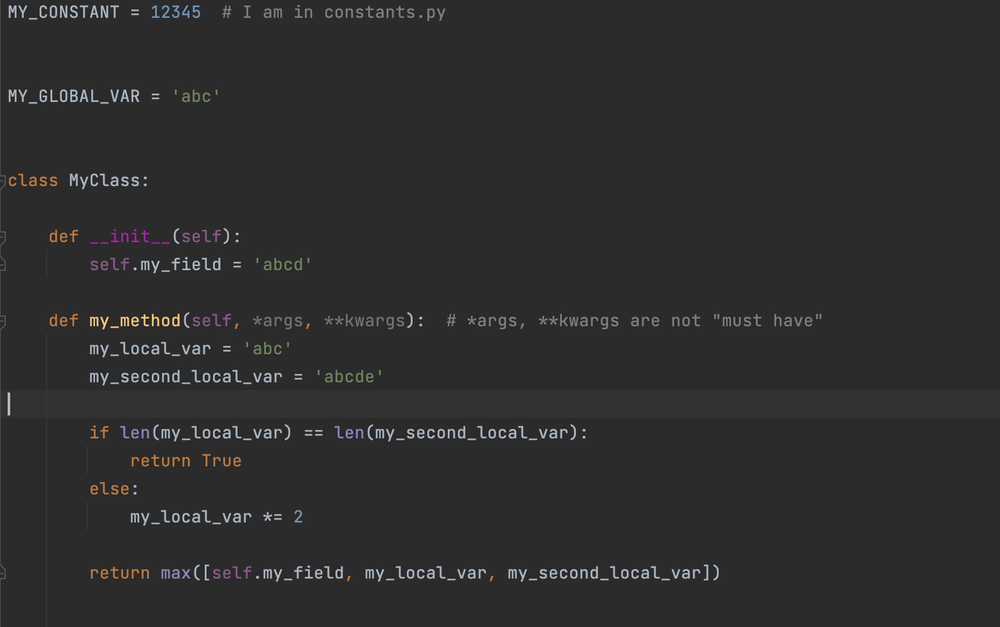 MY_CONSTANT = 12345  # I am in constants.py
MY_GLOBAL_VAR = 'abc'
class MyClass:
    def __init__(self):
        self.my_field = 'abcd'
    def my_method(self, *args, **kwargs):  # *args, **kwargs are not "must have"
        my_local_var = 'abc'
        my_second_local_var = 'abcde'
        if len(my_local_var) == len(my_second_local_var):
            return True
        else:
            my_local_var *= 2
        return max([self.my_field, my_local_var, my_second_local_var])